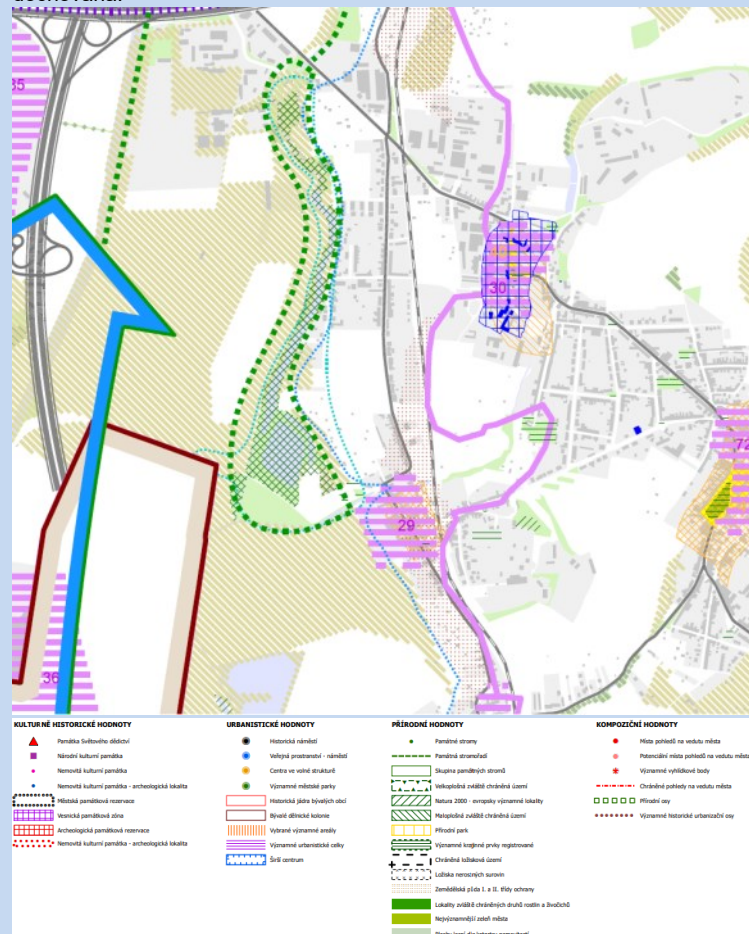 35
30
72
29
36
KULTURNĚ HISTORICKÉ HODNOTY
Památka Světového dědictví
Národní kulturní památka
Nemovitá kulturní památka
Nemovitá kulturní památka - archeologická lokalita
Městská památková rezervace
Vesnická památková zóna
Archeologická památková rezervace
Nemovitá kulturní památka - archeologická lokalita
URBANISTICKÉ HODNOTY
Historická náměstí
Veřejná prostranství - náměstí
Centra ve volné struktuře
Významné městské parky
Historická jádra bývalých obcí
Bývalé dělnické kolonie
Vybrané významné areály
Významné urbanistické celky
Širší centrum
PŘÍRODNÍ HODNOTY
Památné stromy
Památné stromořadí
Skupina památných stromů
Velkoplošná zvláště chráněná území
Natura 2000 - evropsky významné lokality
Maloplošná zvláště chráněná území
Přírodní park
Významné krajinné prvky registrované
Chráněná ložisková území
Ložiska nerostných surovin
Zemědělská půda I. a II. třídy ochrany
Lokality zvláště chráněných druhů rostlin a živočichů
Nejvýznamnější zeleň města
KOMPOZIČNÍ HODNOTY
Místa pohledů na vedutu města
Potenciální místa pohledů na vedutu města
Významné vyhlídkové body
Chráněné pohledy na vedutu města
Přírodní osy
Významné historické urbanizační osy